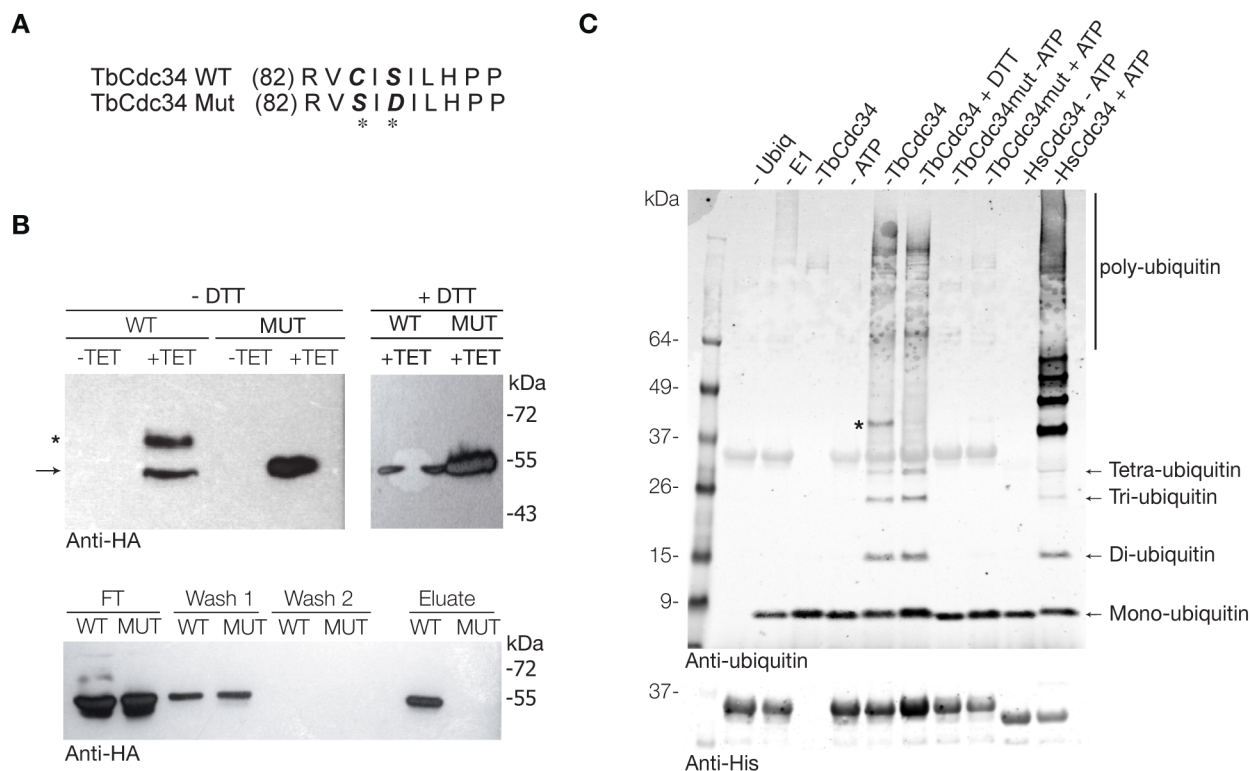 A
TbCdc34 WT (82) R V C I S I L H P P
TbCdc34 Mut (82) R V S I D I L H P P
* *
B
- DTT
+ DTT
WT MUT
WT MUT
-TET +TET -TET +TET
+TET +TET
kDa
-72
*
-55
→
-43
Anti-HA
FT Wash 1 Wash 2 Eluate
WT MUT WT MUT WT MUT WT MUT
kDa
-72
-55
Anti-HA
C
- Ubiq
- E1
-TbCdc34
- ATP
-TbCdc34
-TbCdc34 + DTT
-TbCdc34mut -ATP
-TbCdc34mut + ATP
-HsCdc34 - ATP
-HsCdc34 + ATP
kDa
poly-ubiquitin
64-
49-
*
37-
← Tetra-ubiquitin
26-
← Tri-ubiquitin
15-
← Di-ubiquitin
9-
← Mono-ubiquitin
Anti-ubiquitin
37-
Anti-His